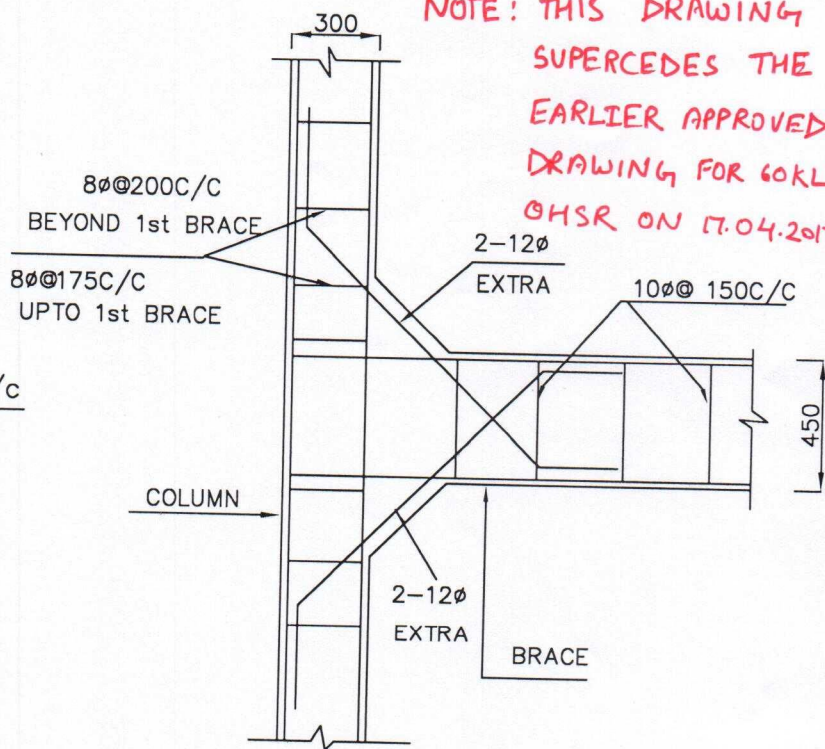 300
NOTE: THIS DRAWING
SUPERCEDES THE
EARLIER APPROVED
DRAWING FOR 60KL
OHSR ON 17.04.201
8ø@200C/C
BEYOND 1st BRACE
8ø@175C/C
UPTO 1st BRACE
2-12ø
EXTRA
10ø@ 150C/C
/c
450
COLUMN
2-12ø
EXTRA
BRACE